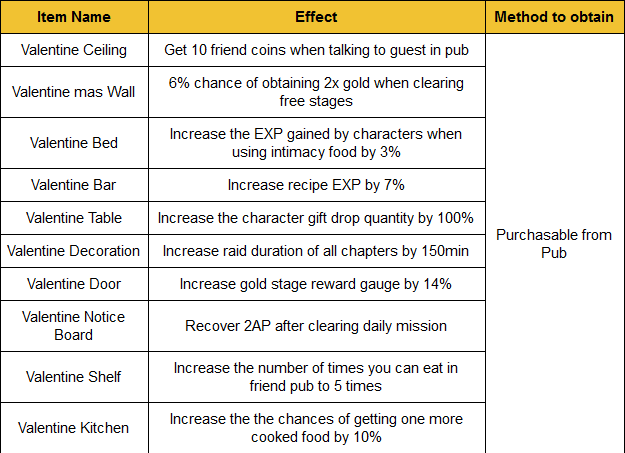 Item Name Effect Method to obtain
Valentine Ceiling Get 10 friend coins when talking to guest in pub
Valentine mas Wall 6% chance of obtaining 2x gold when clearing
free stages
Valentine Bed Increase the EXP gained by characters when
using intimacy food by 3%
Valentine Bar Increase recipe EXP by 7%
Valentine Table Increase the character gift drop quantity by 100%
Valentine Decoration Increase raid duration of all chapters by 150min
Valentine Door Increase gold stage reward gauge by 14%
Valentine Notice
Board
Recover 2AP after clearing daily mission
Valentine Shelf Increase the number of times you can eat in
friend pub to 5 times
Valentine Kitchen Increase the the chances of getting one more
cooked food by 10%
Purchasable from
Pub